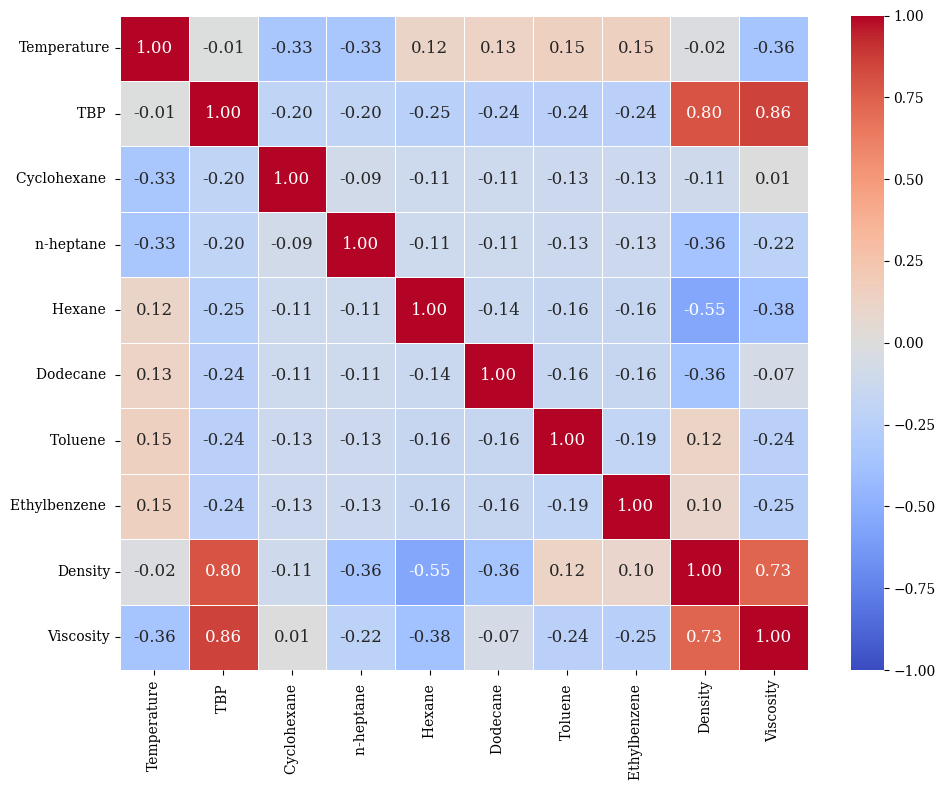 Temperature 1.00 -0.01 -0.33 -0.33 0.12 0.13 0.15 0.15 -0.02 -0.36
TBP -0.01 1.00 -0.20 -0.20 -0.25 -0.24 -0.24 -0.24 0.80 0.86
Cyclohexane -0.33 -0.20 1.00 -0.09 -0.11 -0.11 -0.13 -0.13 -0.11 0.01
n-heptane -0.33 -0.20 -0.09 1.00 -0.11 -0.11 -0.13 -0.13 -0.36 -0.22
Hexane 0.12 -0.25 -0.11 -0.11 1.00 -0.14 -0.16 -0.16 -0.55 -0.38
Dodecane 0.13 -0.24 -0.11 -0.11 -0.14 1.00 -0.16 -0.16 -0.36 -0.07
Toluene 0.15 -0.24 -0.13 -0.13 -0.16 -0.16 1.00 -0.19 0.12 -0.24
Ethylbenzene 0.15 -0.24 -0.13 -0.13 -0.16 -0.16 -0.19 1.00 0.10 -0.25
Density -0.02 0.80 -0.11 -0.36 -0.55 -0.36 0.12 0.10 1.00 0.73
Viscosity -0.36 0.86 0.01 -0.22 -0.38 -0.07 -0.24 -0.25 0.73 1.00
Temperature
TBP
Cyclohexane
n-heptane
Hexane
Dodecane
Toluene
Ethylbenzene
Density
Viscosity
1.00
0.75
0.50
0.25
0.00
−0.25
−0.50
−0.75
−1.00